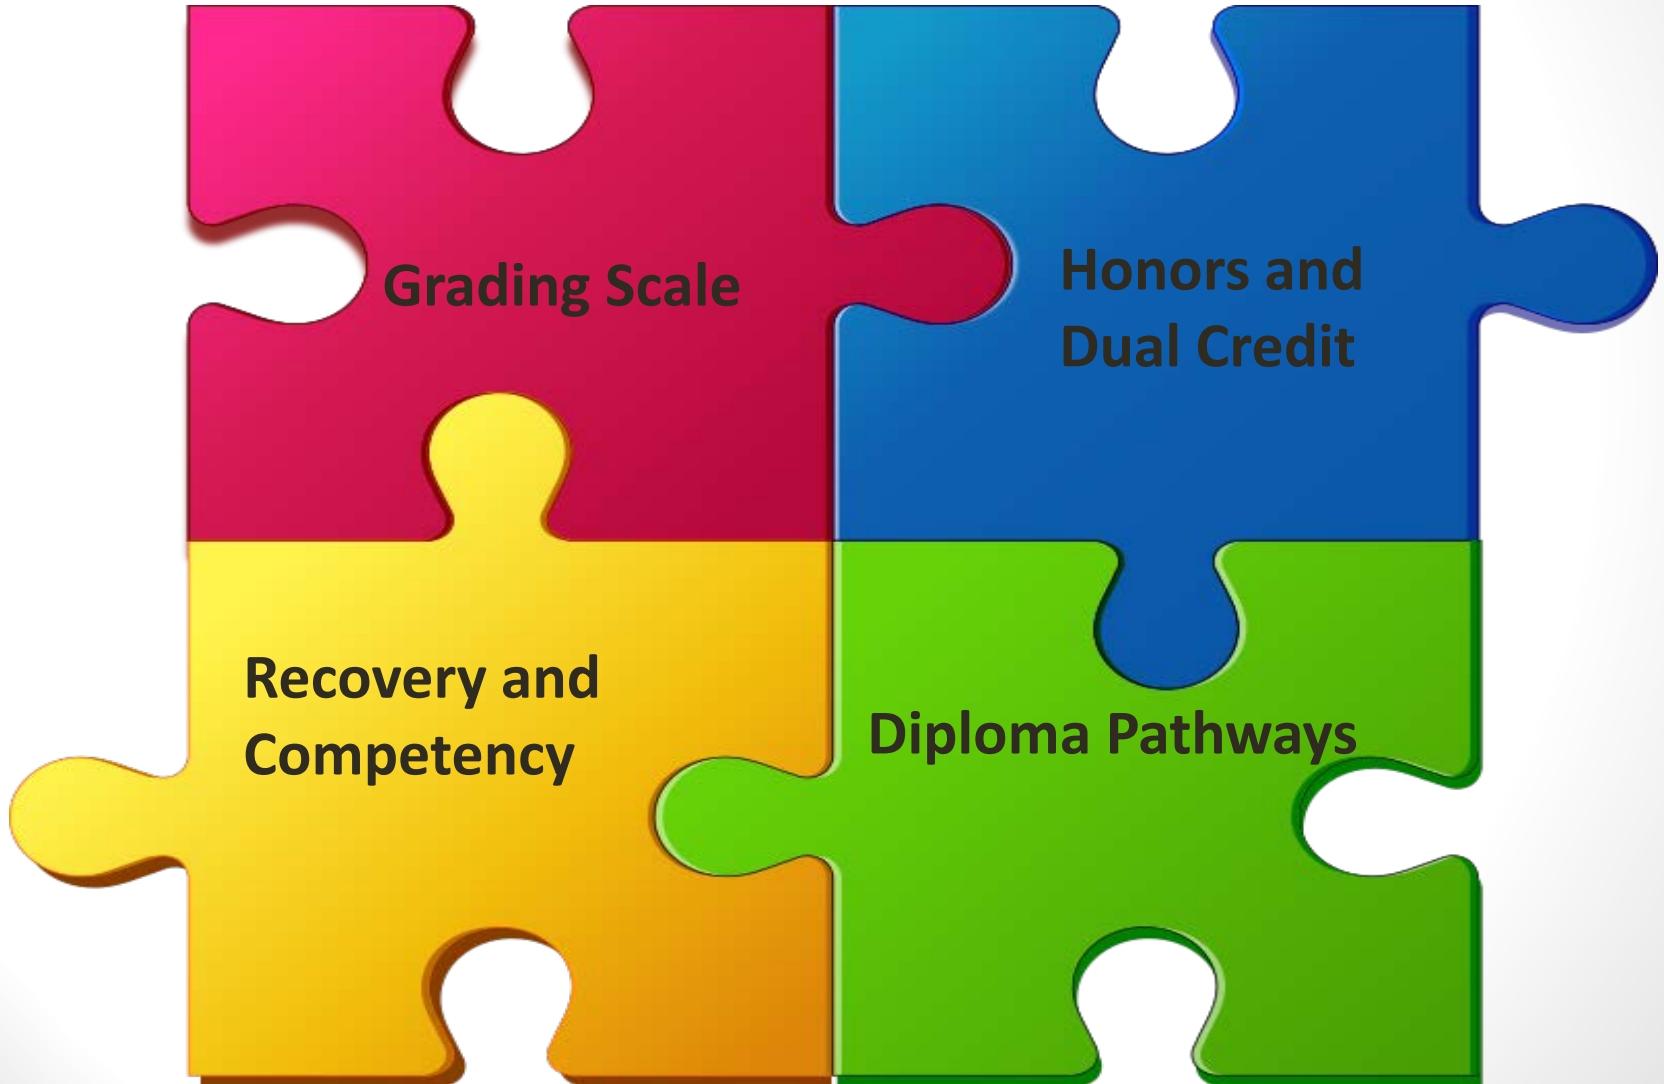 Grading Scale
Honors and
Dual Credit
Recovery and
Competency
Diploma Pathways